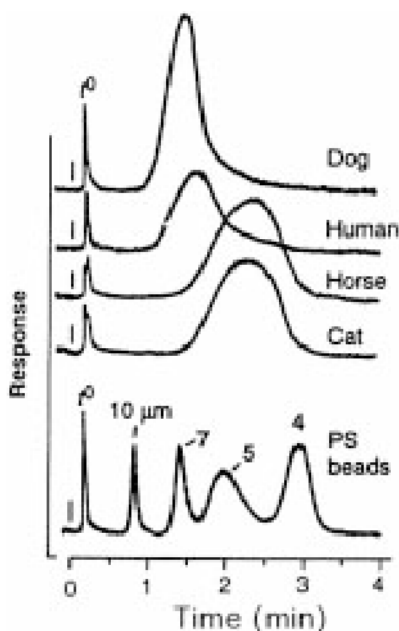 t⁰
Dog
Human
Horse
Cat
Response
t⁰
10 μm
7
5
4
PS
beads
0 1 2 3 4
Time (min)